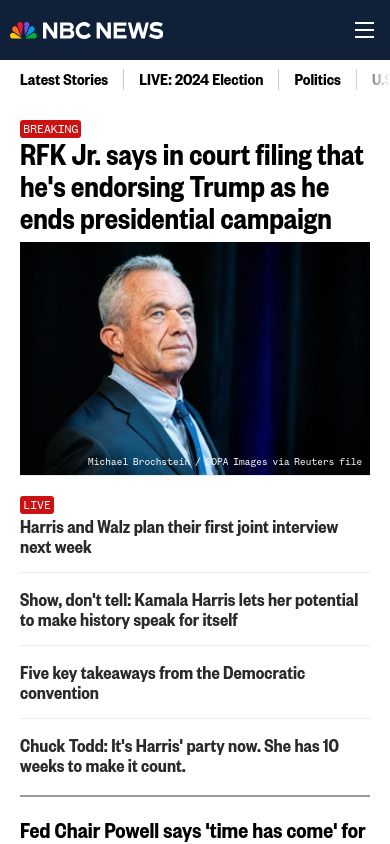 NBC NEWS
Latest Stories
LIVE: 2024 Election
Politics
BREAKING
RFK Jr. says in court filing that
he's endorsing Trump as he
ends presidential campaign
Michael Brochstein / SOPA Images via Reuters file
LIVE
Harris and Walz plan their first joint interview
next week
Show, don't tell: Kamala Harris lets her potential
to make history speak for itself
Five key takeaways from the Democratic
convention
Chuck Todd: It's Harris' party now. She has 10
weeks to make it count.
Fed Chair Powell says 'time has come' for